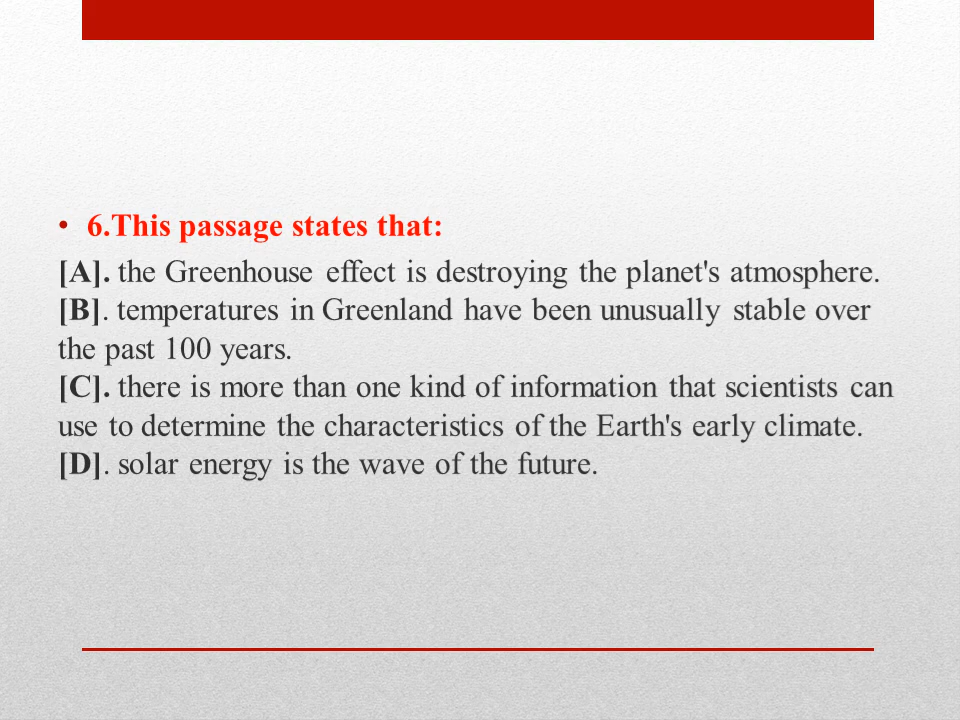 • 6.This passage states that:
[A]. the Greenhouse effect is destroying the planet's atmosphere.
[B]. temperatures in Greenland have been unusually stable over
the past 100 years.
[C]. there is more than one kind of information that scientists can
use to determine the characteristics of the Earth's early climate.
[D]. solar energy is the wave of the future.